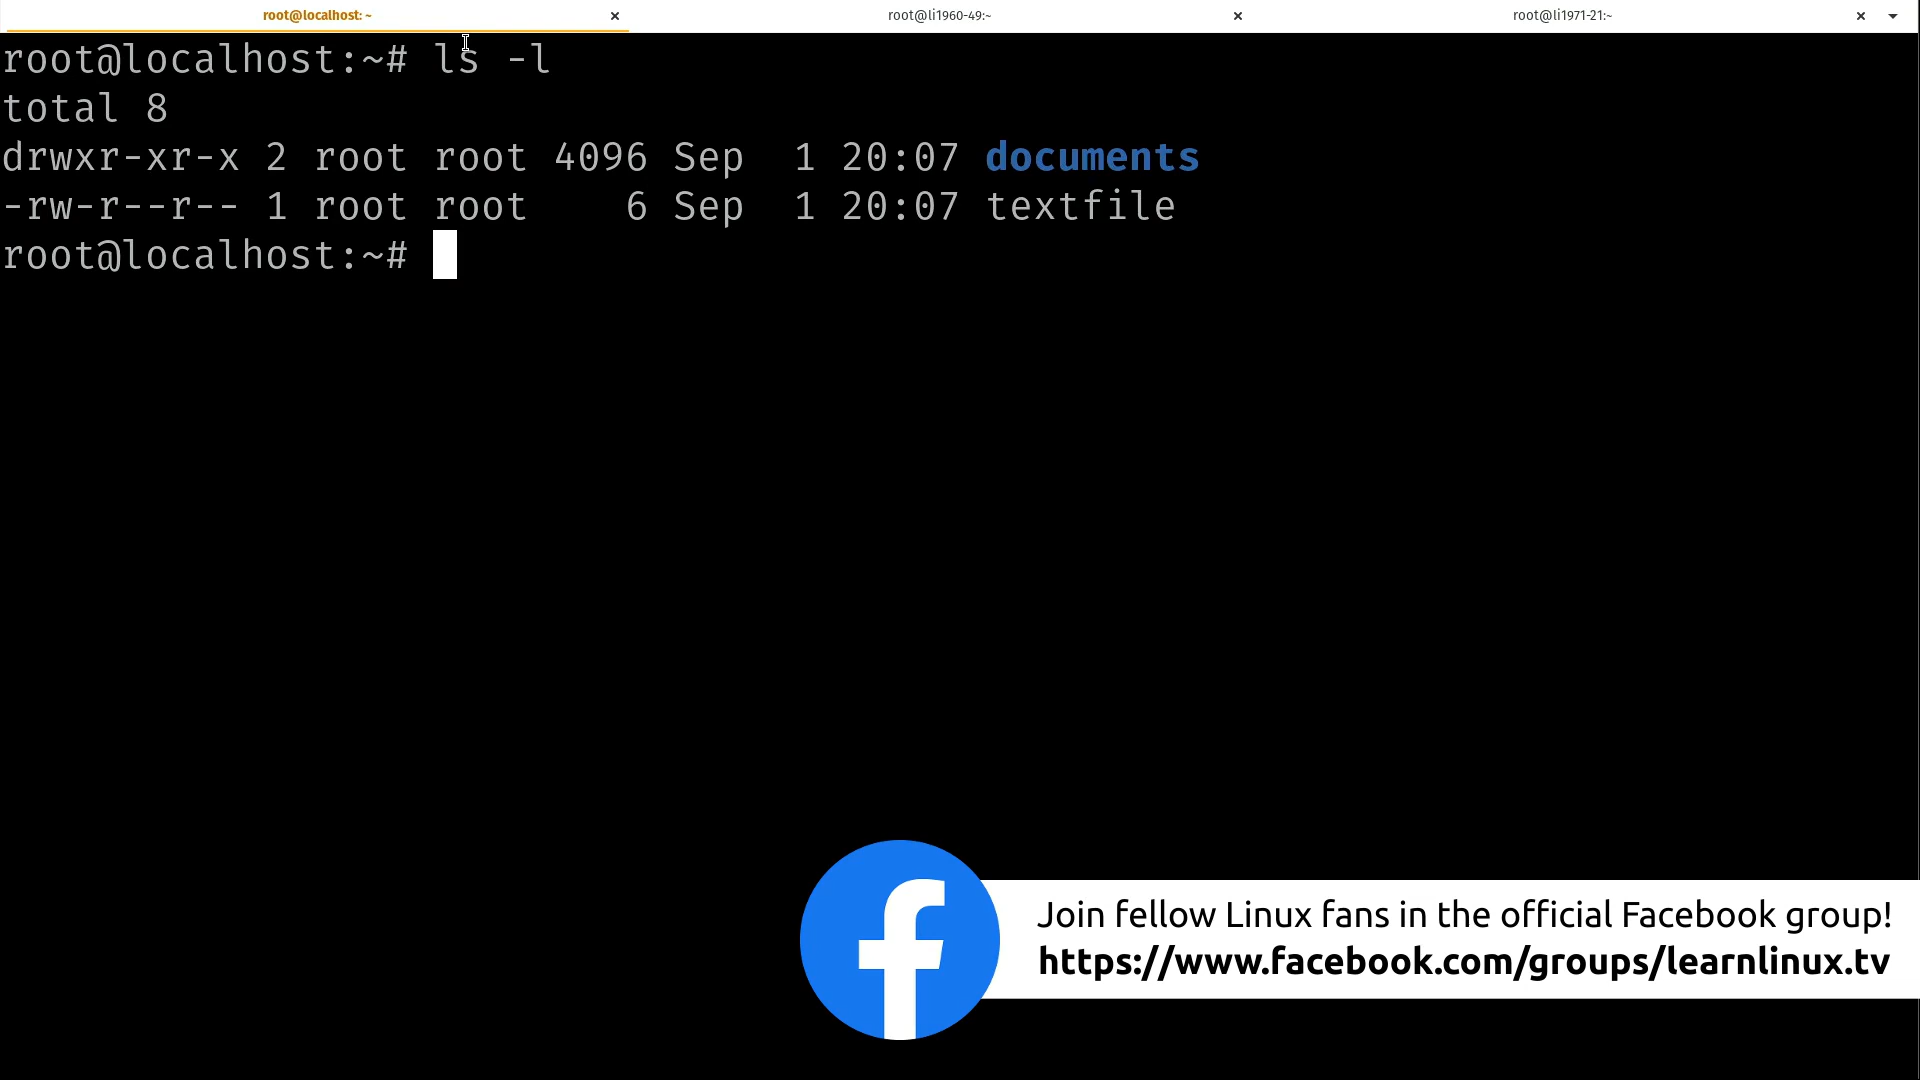 root@localhost: ~ × root@li1960-49:~ × root@li1971-21:~ ×
root@localhost:~# ls -l
total 8
drwxr-xr-x 2 root root 4096 Sep  1 20:07 documents
-rw-r--r-- 1 root root    6 Sep  1 20:07 textfile
root@localhost:~#
Join fellow Linux fans in the official Facebook group!
https://www.facebook.com/groups/learnlinux.tv